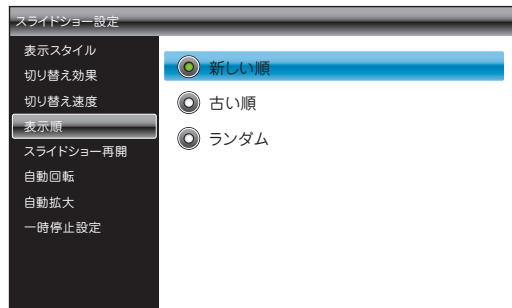 スライドショー設定
表示スタイル
切り替え効果
切り替え速度
表示順
スライドショー再開
自動回転
自動拡大
一時停止設定
新しい順
古い順
ランダム